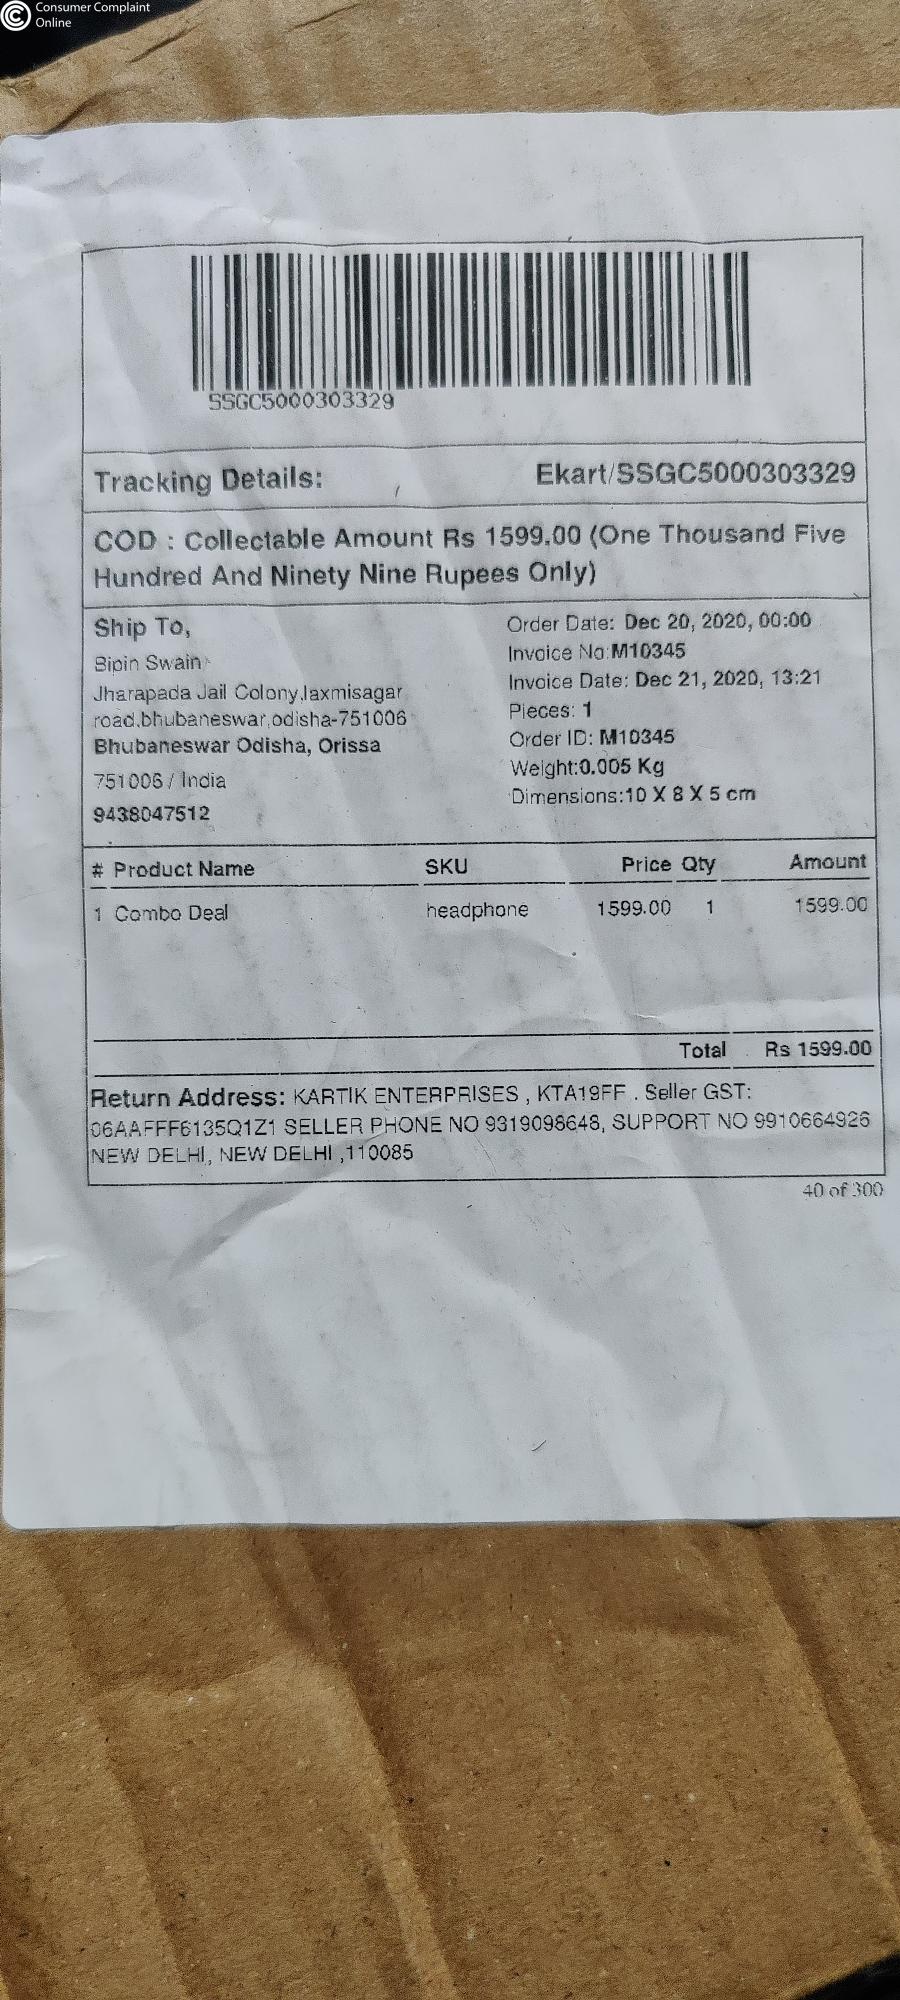 Consumer Complaint
Online
SSGC5000303329
Tracking Details: Ekart/SSGC5000303329
COD : Collectable Amount Rs 1599.00 (One Thousand Five
Hundred And Ninety Nine Rupees Only)
Ship To,
Bipin Swain
Jharapada Jail Colony,laxmisagar
road,bhubaneswar,odisha-751006
Bhubaneswar Odisha, Orissa
751006 / India
9438047512
Order Date: Dec 20, 2020, 00:00
Invoice No:M10345
Invoice Date: Dec 21, 2020, 13:21
Pieces: 1
Order ID: M10345
Weight:0.005 Kg
Dimensions:10 X 8 X 5 cm
# Product Name SKU Price Qty Amount
1 Combo Deal headphone 1599.00 1 1599.00
Total Rs 1599.00
Return Address: KARTIK ENTERPRISES , KTA19FF . Seller GST:
06AAFFF6135Q1Z1 SELLER PHONE NO 9319098648, SUPPORT NO 9910664926
NEW DELHI, NEW DELHI ,110085
40 of 300